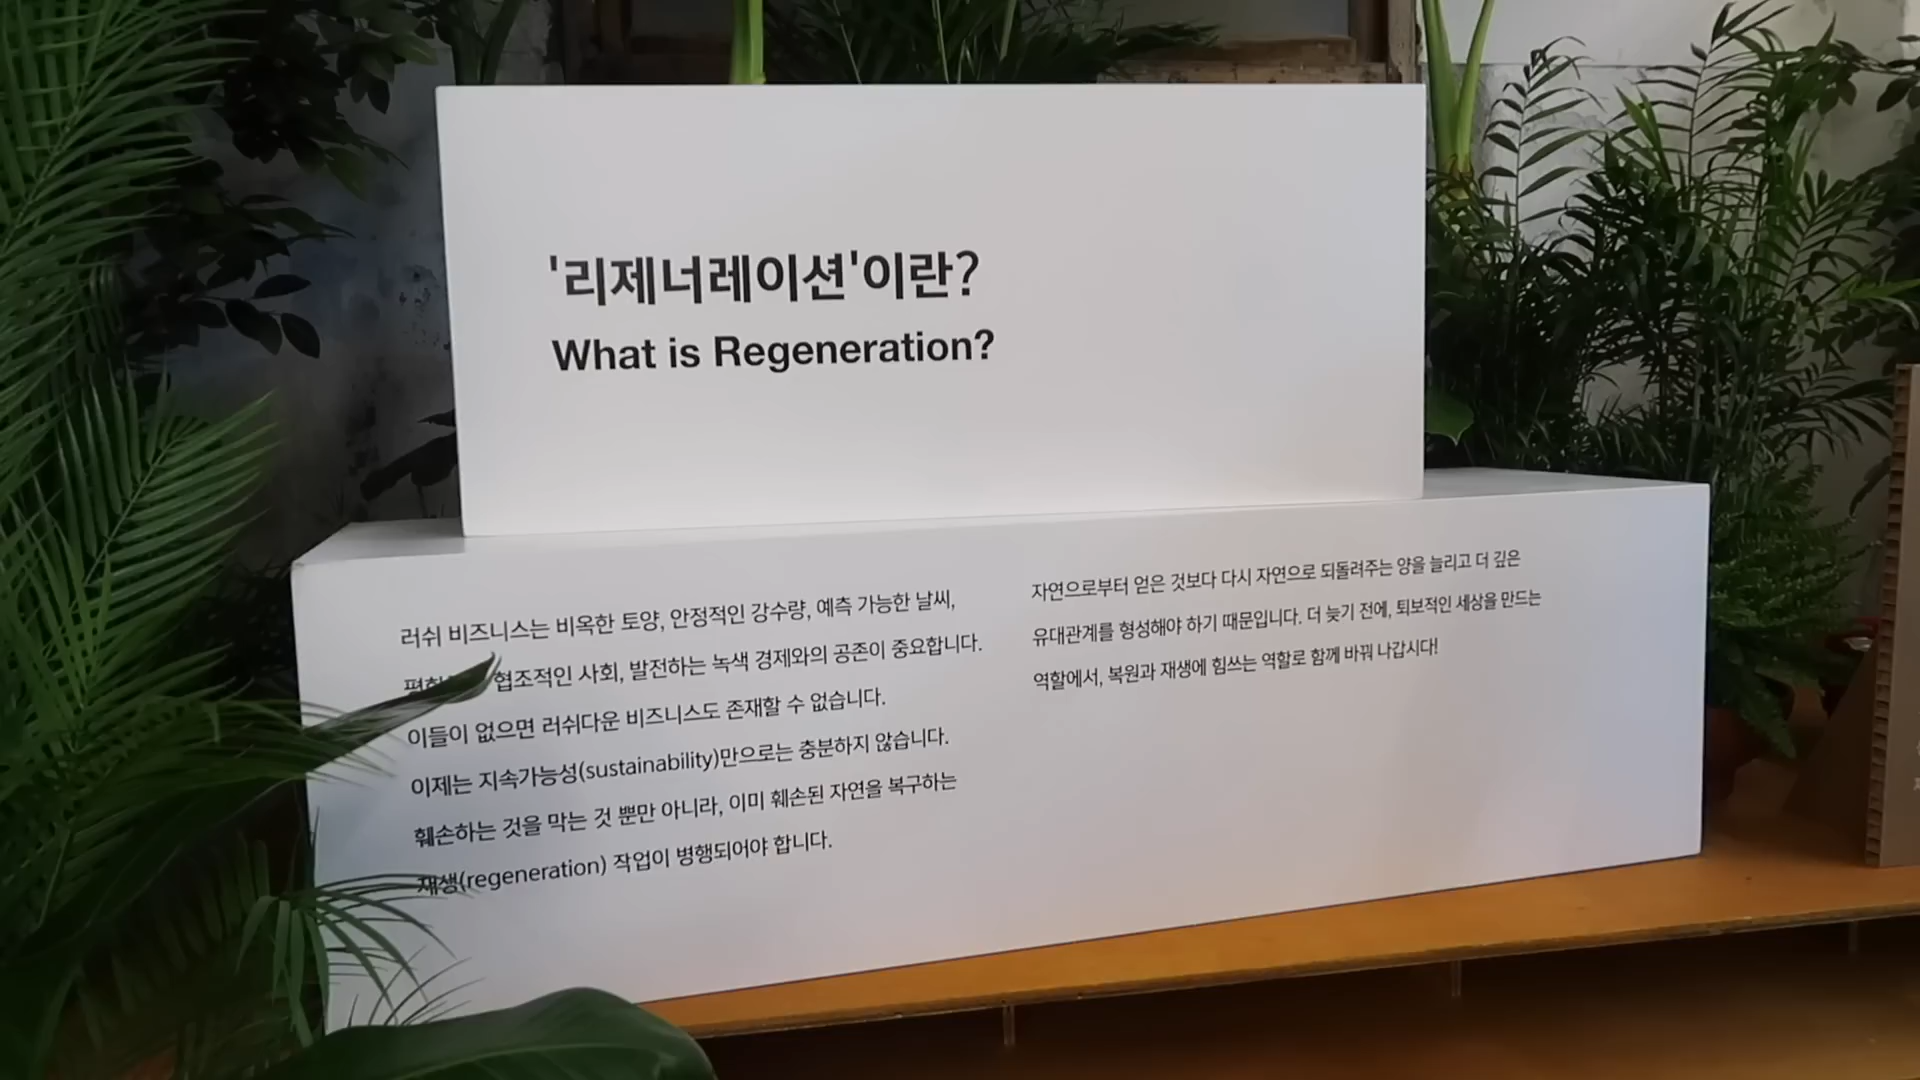 '리제너레이션'이란?
What is Regeneration?
러쉬 비즈니스는 비옥한 토양, 안정적인 강수량, 예측 가능한 날씨,
협조적인 사회, 발전하는 녹색 경제와의 공존이 중요합니다.
이들이 없으면 러쉬다운 비즈니스도 존재할 수 없습니다.
이제는 지속가능성(sustainability)만으로는 충분하지 않습니다.
훼손하는 것을 막는 것 뿐만 아니라, 이미 훼손된 자연을 복구하는
재생(regeneration) 작업이 병행되어야 합니다.
자연으로부터 얻은 것보다 다시 자연으로 되돌려주는 양을 늘리고 더 깊은
유대관계를 형성해야 하기 때문입니다. 더 늦기 전에, 퇴보적인 세상을 만드는
역할에서, 복원과 재생에 힘쓰는 역할로 함께 바꿔 나갑시다!